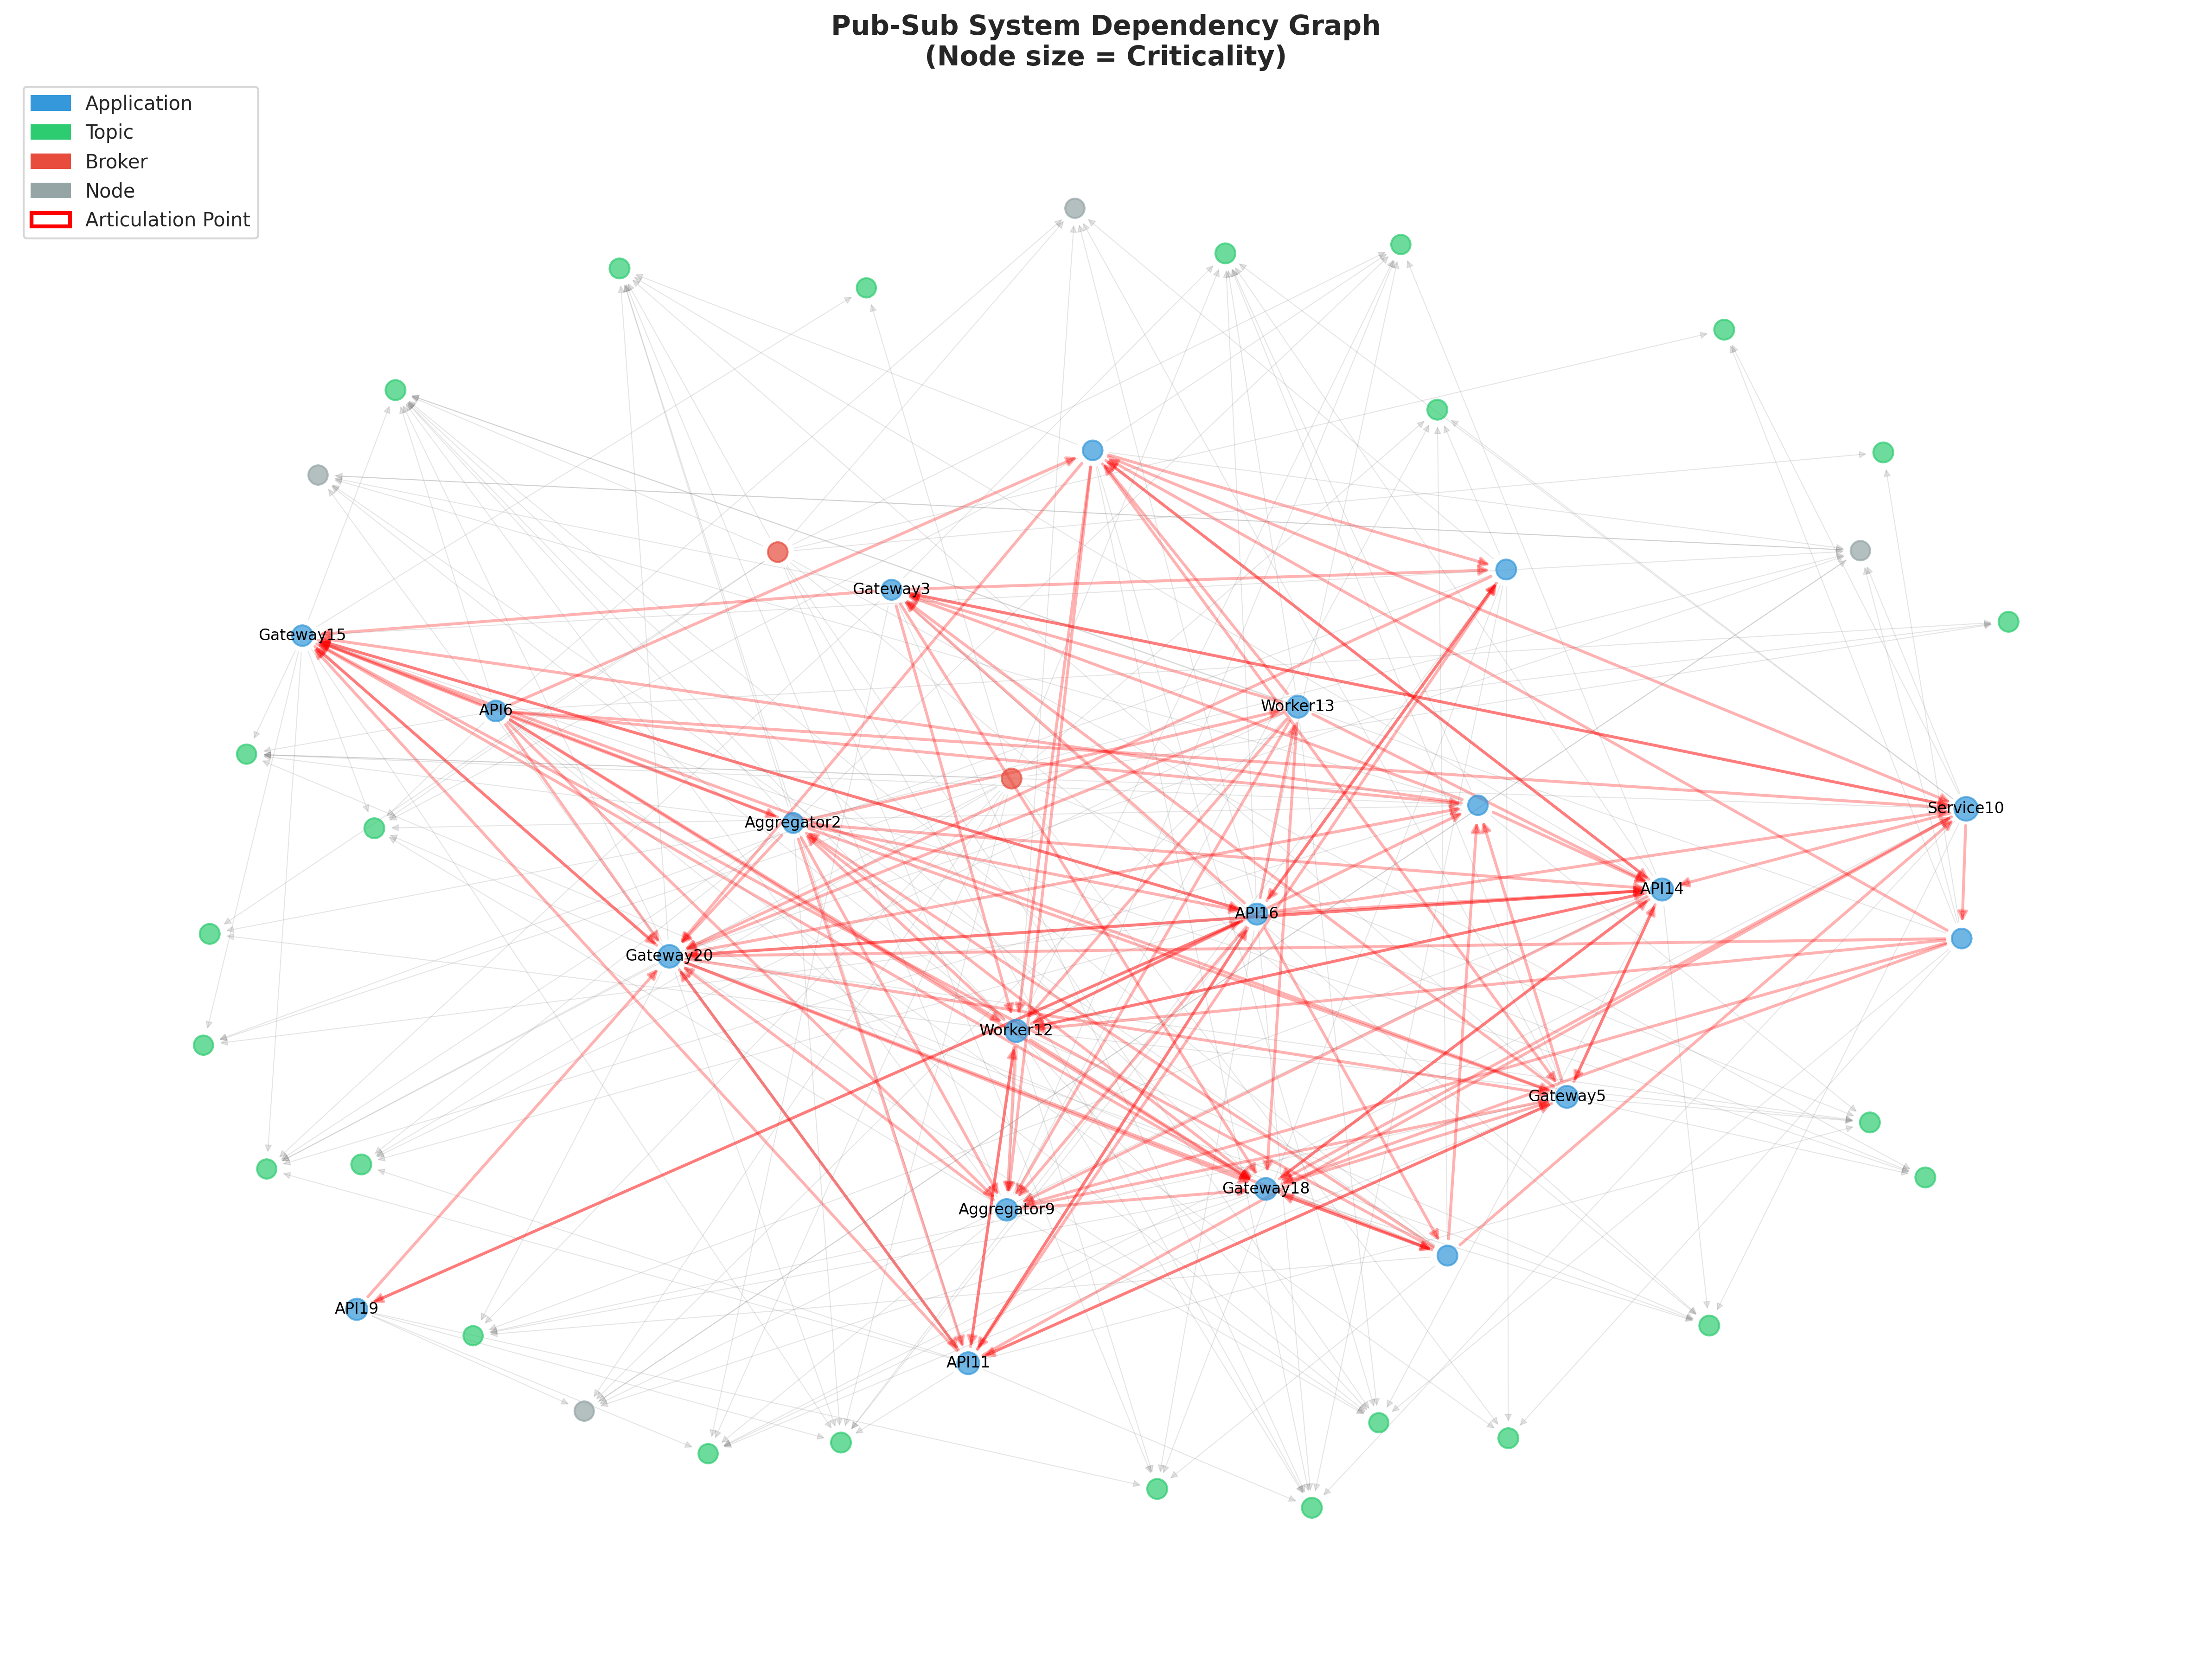 Pub-Sub System Dependency Graph
(Node size = Criticality)
Application
Topic
Broker
Node
Articulation Point
Gateway3
Gateway15
API6
Worker13
Service10
Aggregator2
API14
API16
Gateway20
Worker12
Gateway5
Gateway18
Aggregator9
API19
API11